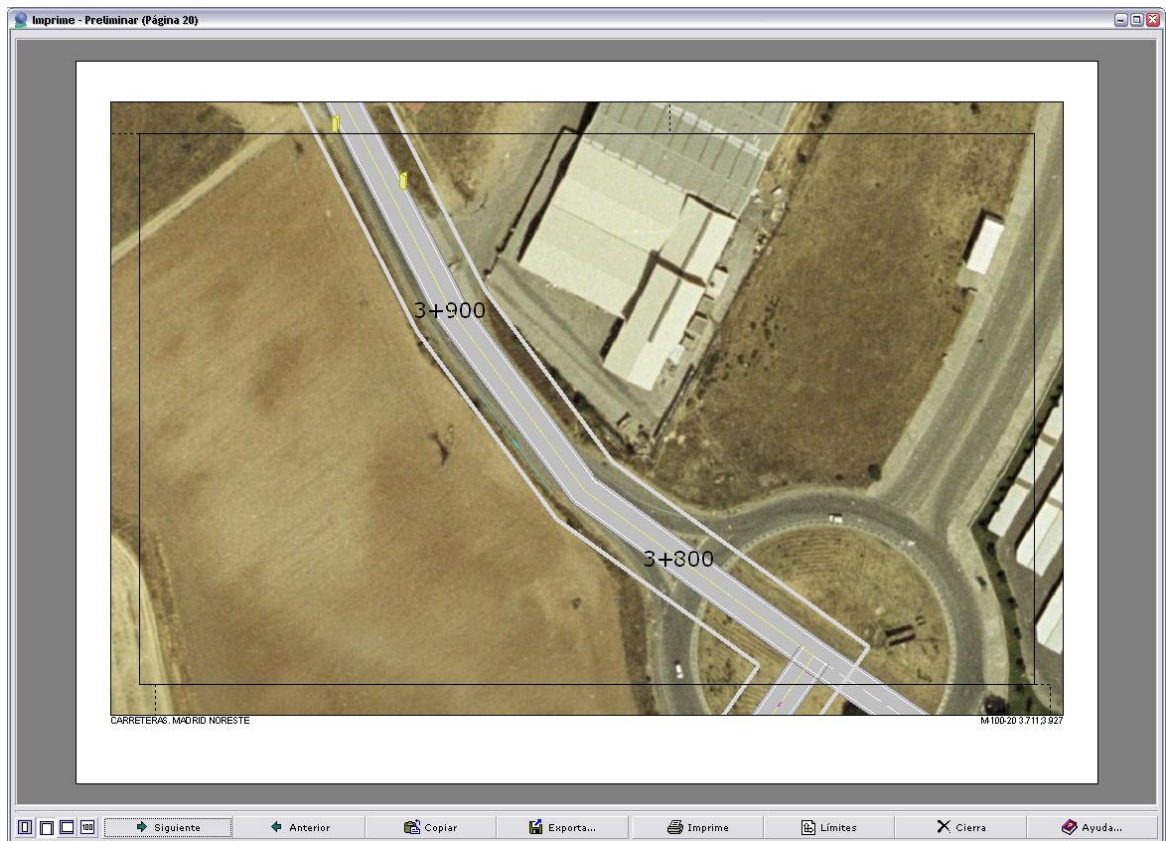 Imprime - Preliminar (Página 20)
3+900
3+800
CARRETERAS. MADRID NORESTE
M-100-20 3.711;3.927
100
Siguiente
Anterior
Copiar
Exporta...
Imprime
Límites
Cierra
Ayuda...